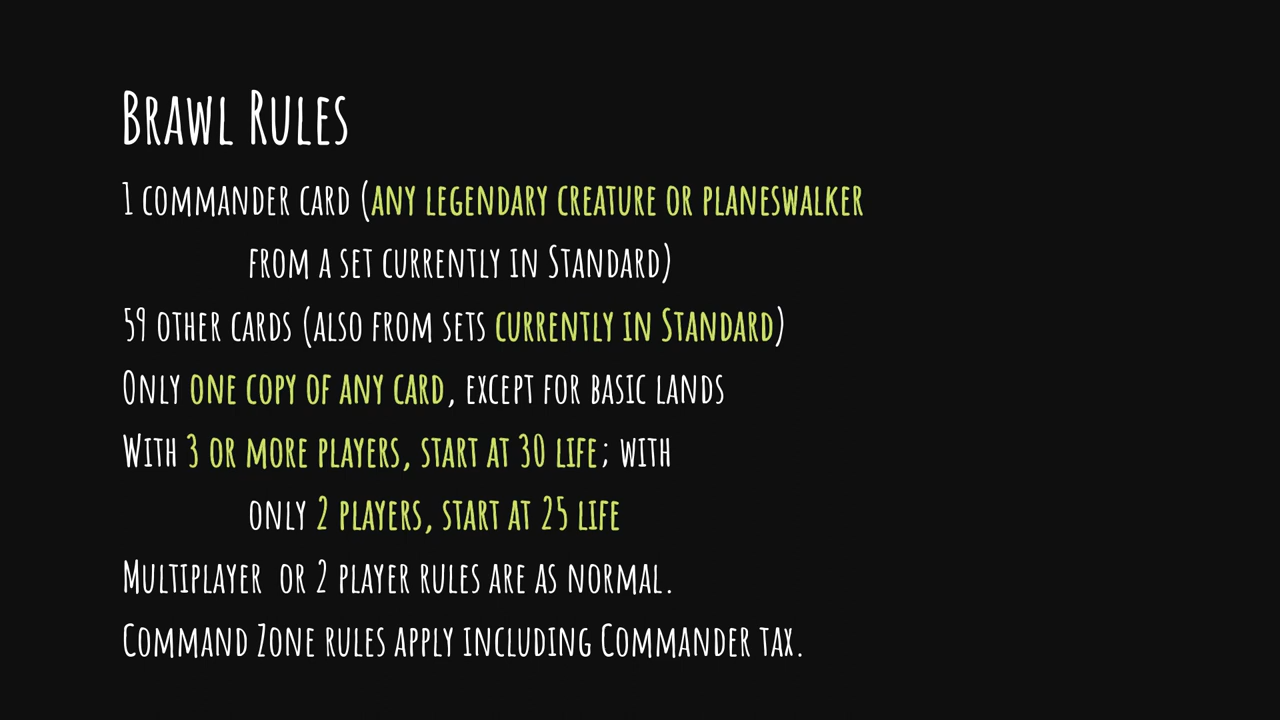 Brawl Rules
1 commander card (any legendary creature or planeswalker
from a set currently in Standard)
59 other cards (also from sets currently in Standard)
Only one copy of any card, except for basic lands
With 3 or more players, start at 30 life; with
only 2 players, start at 25 life
Multiplayer or 2 player rules are as normal.
Command Zone rules apply including Commander tax.